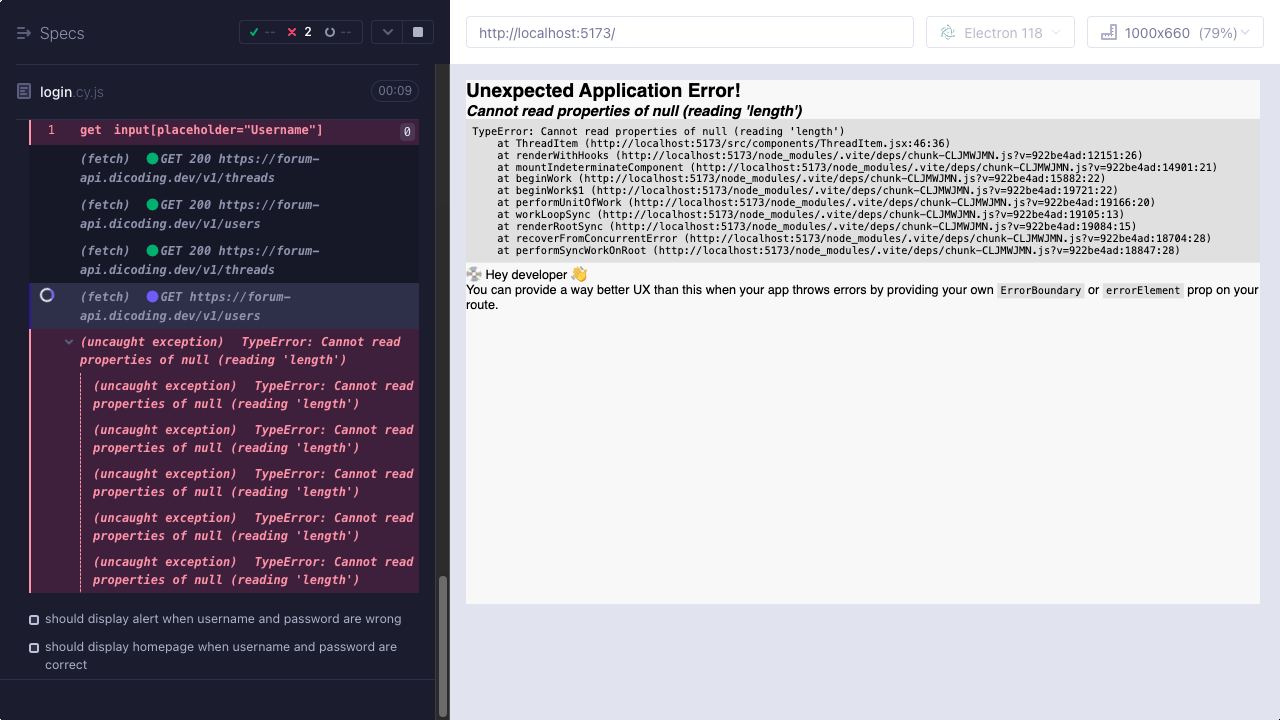 Specs
-- 2 --
login.cy.js 00:09
1 get input[placeholder="Username"] 0
(fetch) GET 200 https://forum-
api.dicoding.dev/v1/threads
(fetch) GET 200 https://forum-
api.dicoding.dev/v1/users
(fetch) GET 200 https://forum-
api.dicoding.dev/v1/threads
(fetch) GET https://forum-
api.dicoding.dev/v1/users
(uncaught exception) TypeError: Cannot read
properties of null (reading 'length')
(uncaught exception) TypeError: Cannot read
properties of null (reading 'length')
(uncaught exception) TypeError: Cannot read
properties of null (reading 'length')
(uncaught exception) TypeError: Cannot read
properties of null (reading 'length')
(uncaught exception) TypeError: Cannot read
properties of null (reading 'length')
(uncaught exception) TypeError: Cannot read
properties of null (reading 'length')
should display alert when username and password are wrong
should display homepage when username and password are
correct
http://localhost:5173/
Electron 118
1000x660 (79%)
Unexpected Application Error!
Cannot read properties of null (reading 'length')
TypeError: Cannot read properties of null (reading 'length')
at ThreadItem (http://localhost:5173/src/components/ThreadItem.jsx:46:36)
at renderWithHooks (http://localhost:5173/node_modules/.vite/deps/chunk-CLJMWJMN.js?v=922be4ad:12151:26)
at mountIndeterminateComponent (http://localhost:5173/node_modules/.vite/deps/chunk-CLJMWJMN.js?v=922be4ad:14901:21)
at beginWork (http://localhost:5173/node_modules/.vite/deps/chunk-CLJMWJMN.js?v=922be4ad:15882:22)
at beginWork$1 (http://localhost:5173/node_modules/.vite/deps/chunk-CLJMWJMN.js?v=922be4ad:19721:22)
at performUnitOfWork (http://localhost:5173/node_modules/.vite/deps/chunk-CLJMWJMN.js?v=922be4ad:19166:20)
at workLoopSync (http://localhost:5173/node_modules/.vite/deps/chunk-CLJMWJMN.js?v=922be4ad:19105:13)
at renderRootSync (http://localhost:5173/node_modules/.vite/deps/chunk-CLJMWJMN.js?v=922be4ad:19084:15)
at recoverFromConcurrentError (http://localhost:5173/node_modules/.vite/deps/chunk-CLJMWJMN.js?v=922be4ad:18704:28)
at performSyncWorkOnRoot (http://localhost:5173/node_modules/.vite/deps/chunk-CLJMWJMN.js?v=922be4ad:18847:28)
💿 Hey developer 👋
You can provide a way better UX than this when your app throws errors by providing your own ErrorBoundary or errorElement prop on your
route.